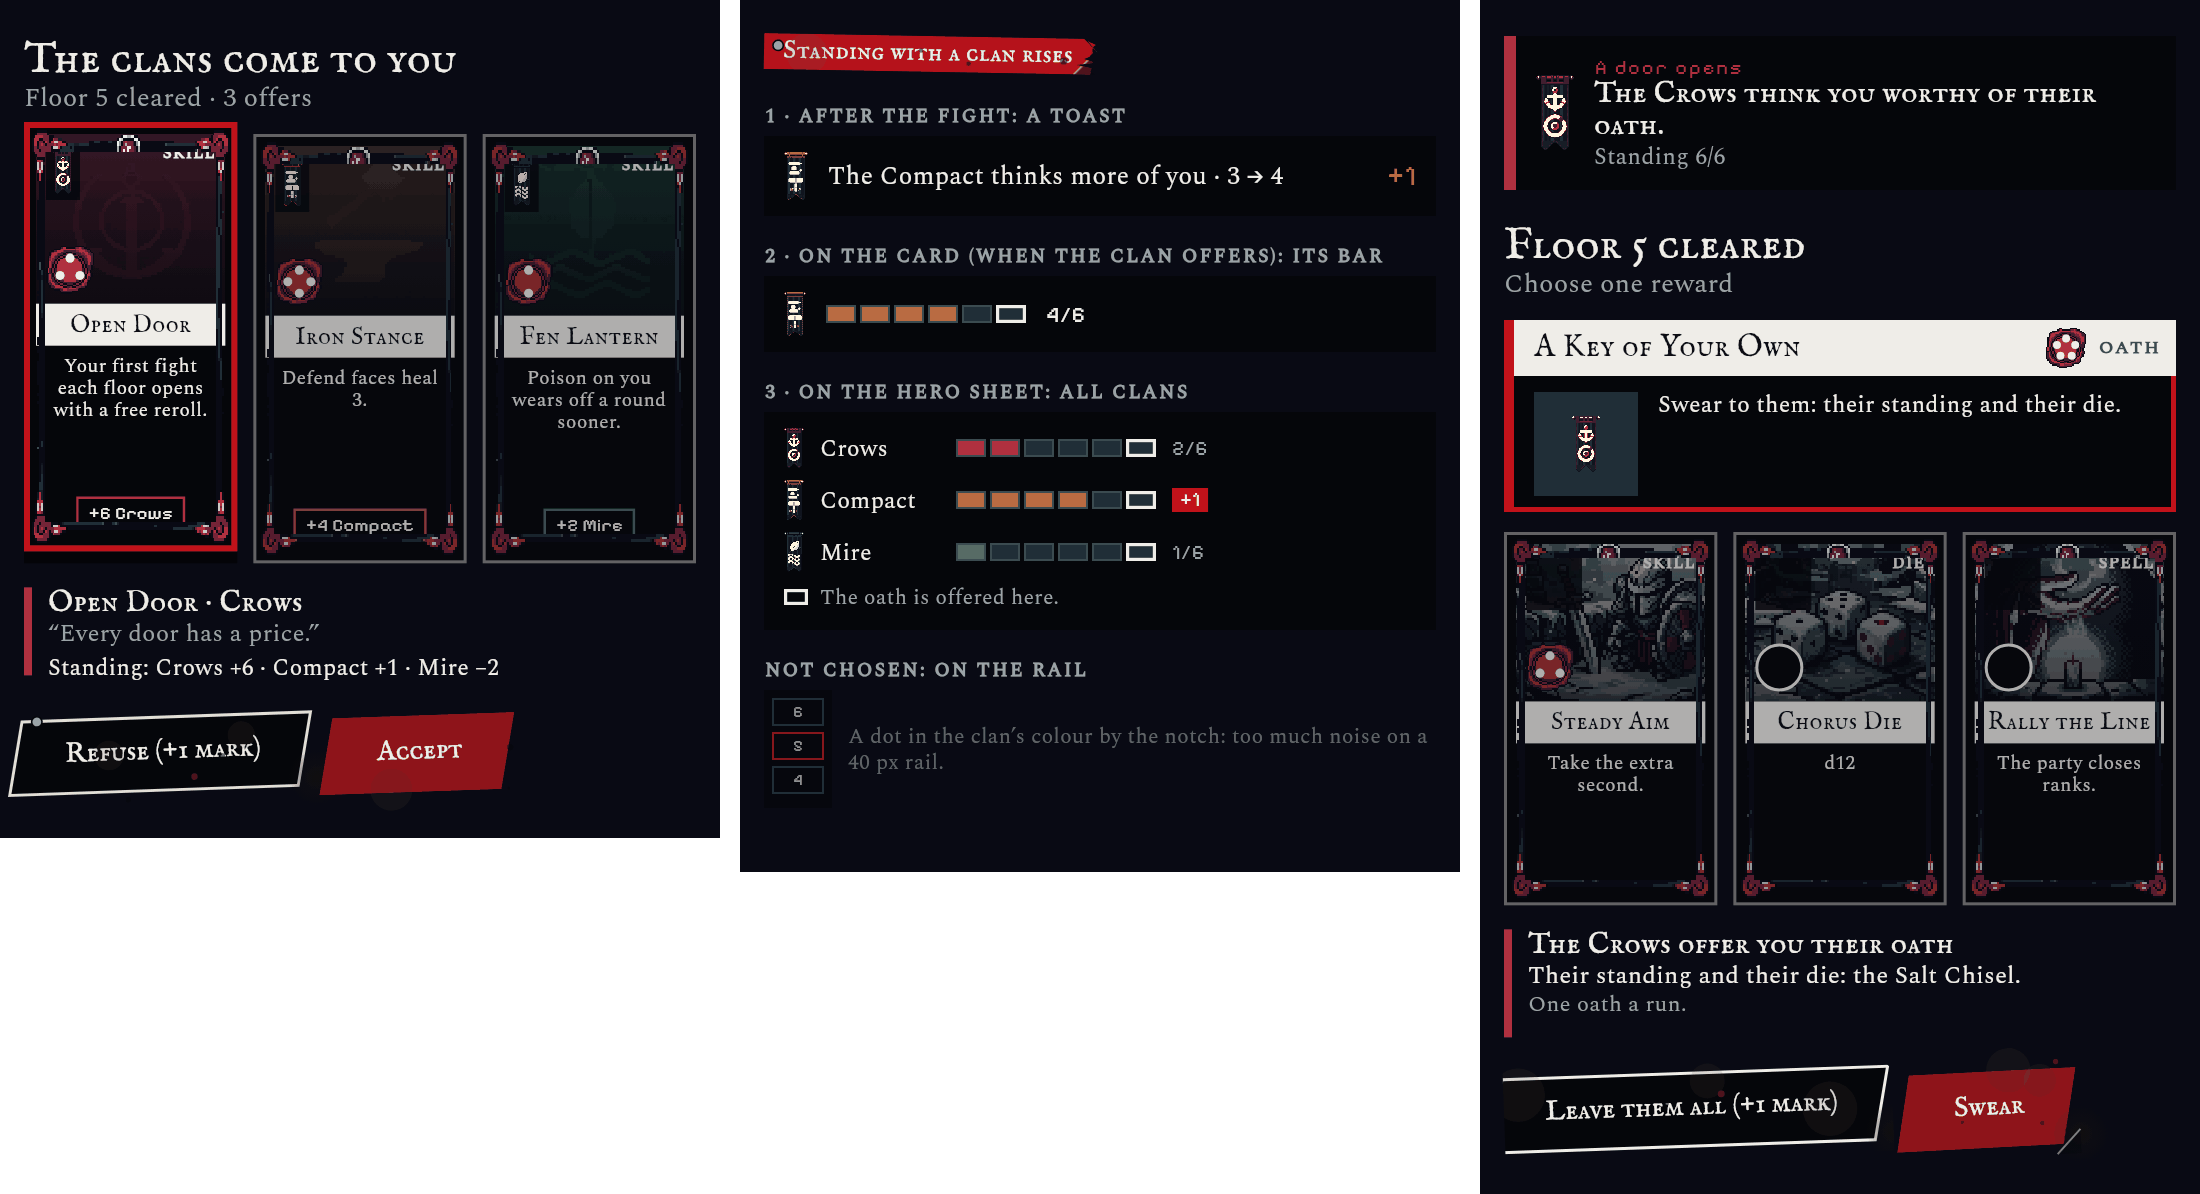 The clans come to you
Floor 5 cleared · 3 offers
SKILL
SKILL
SKILL
Open Door
Iron Stance
Fen Lantern
Your first fight
each floor opens
with a free reroll.
Defend faces heal
3.
Poison on you
wears off a round
sooner.
+6 Crows
+4 Compact
+2 Mire
Open Door · Crows
“Every door has a price.”
Standing: Crows +6 · Compact +1 · Mire −2
Refuse (+1 mark)
Accept
Standing with a clan rises
1 · AFTER THE FIGHT: A TOAST
The Compact thinks more of you · 3 → 4
+1
2 · ON THE CARD (WHEN THE CLAN OFFERS): ITS BAR
4/6
3 · ON THE HERO SHEET: ALL CLANS
Crows
2/6
Compact
+1
Mire
1/6
The oath is offered here.
NOT CHOSEN: ON THE RAIL
6
5
4
A dot in the clan’s colour by the notch: too much noise on a
40 px rail.
A door opens
The Crows think you worthy of their
oath.
Standing 6/6
Floor 5 cleared
Choose one reward
A Key of Your Own
OATH
Swear to them: their standing and their die.
SKILL
DIE
SPELL
Steady Aim
Chorus Die
Rally the Line
Take the extra
second.
d12
The party closes
ranks.
The Crows offer you their oath
Their standing and their die: the Salt Chisel.
One oath a run.
Leave them all (+1 mark)
Swear